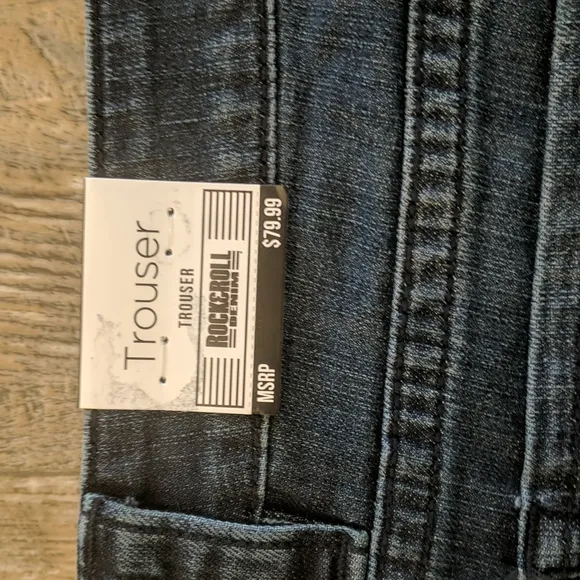 Trouser
TROUSER
ROCK&ROLL
DENIM
MSRP $79.99